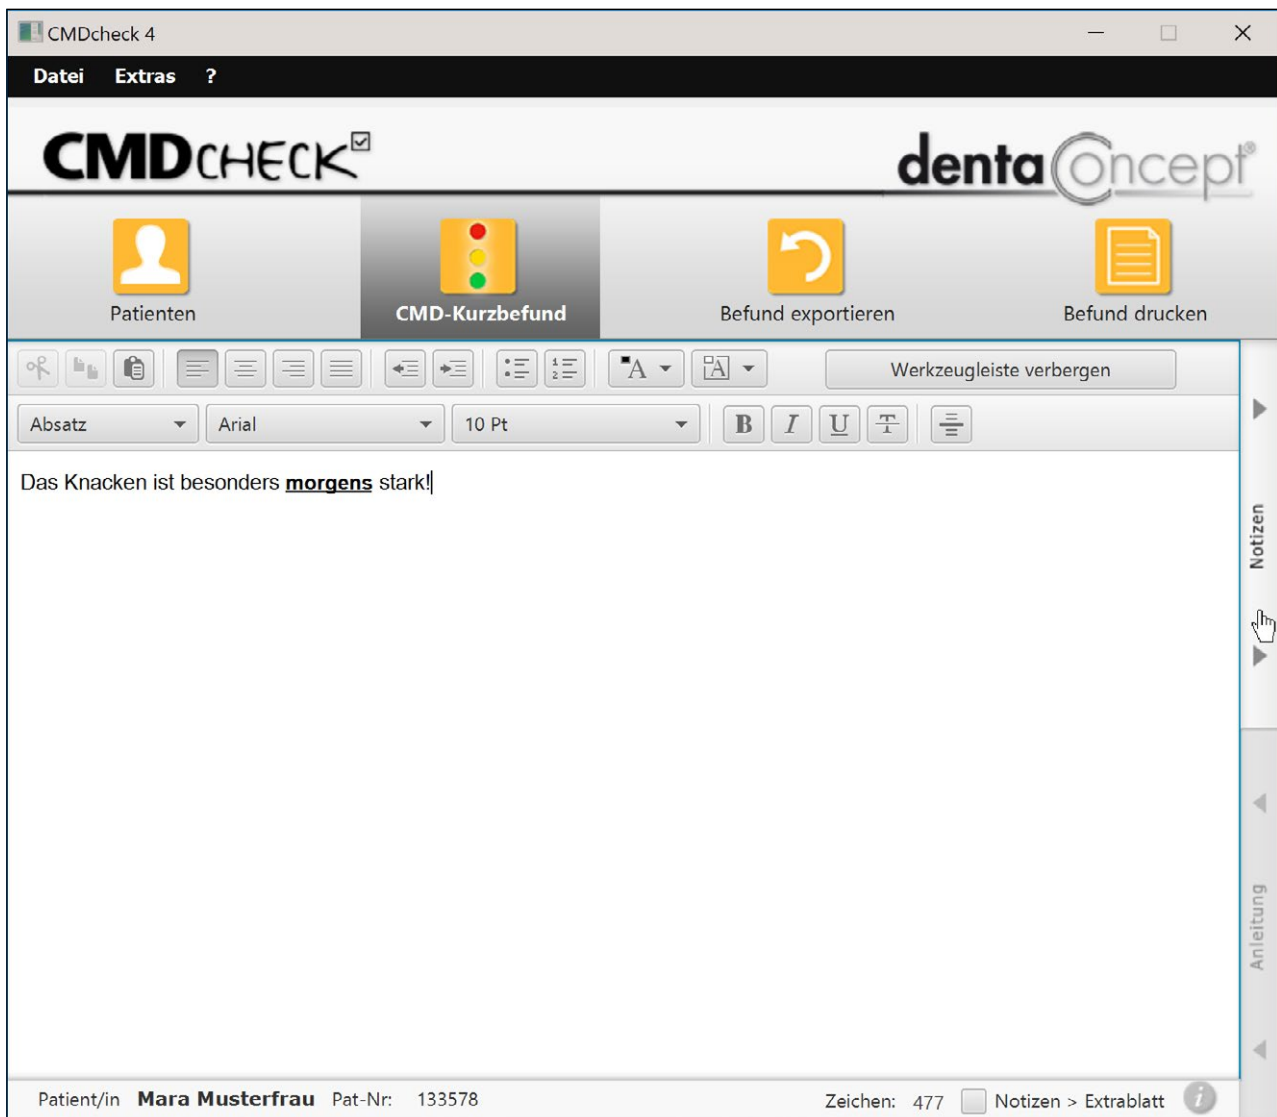 CMDcheck 4
Datei Extras ?
CMDCHECK
dentaConcept®
Patienten
CMD-Kurzbefund
Befund exportieren
Befund drucken
Werkzeugleiste verbergen
Absatz
Arial
10 Pt
B I U T
Das Knacken ist besonders morgens stark!
Notizen
Anleitung
Patient/in Mara Musterfrau Pat-Nr: 133578
Zeichen: 477 Notizen > Extrablatt